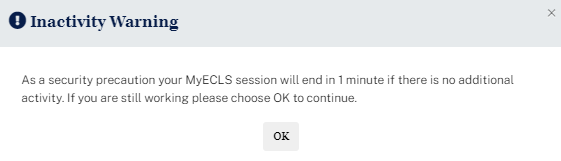 Inactivity Warning
As a security precaution your MyECLS session will end in 1 minute if there is no additional
activity. If you are still working please choose OK to continue.
OK